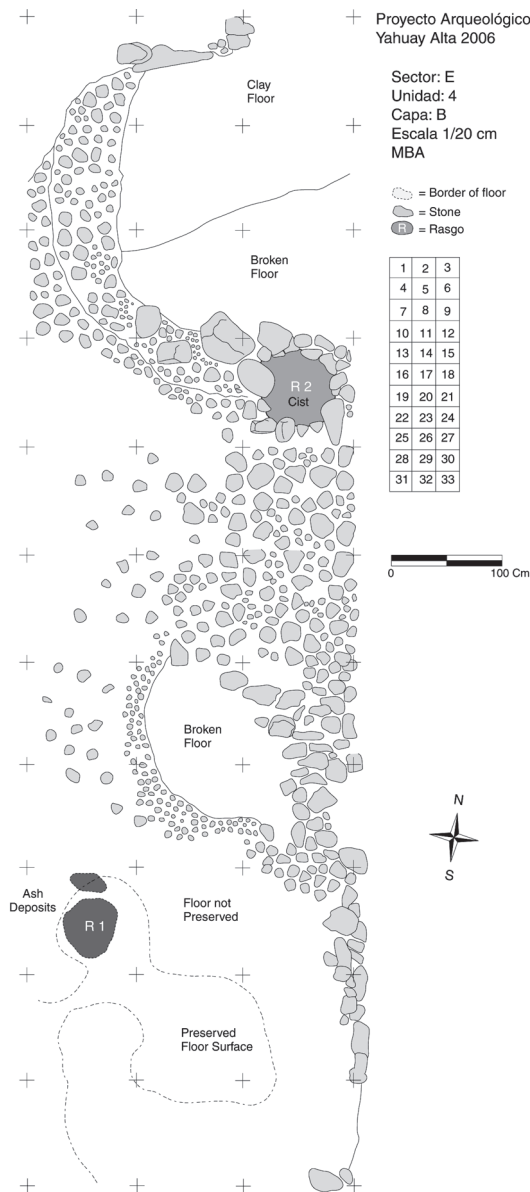 Proyecto Arqueológico
Yahuay Alta 2006
Sector: E
Unidad: 4
Capa: B
Escala 1/20 cm
MBA
= Border of floor
= Stone
R = Rasgo
1 2 3
4 5 6
7 8 9
10 11 12
13 14 15
16 17 18
19 20 21
22 23 24
25 26 27
28 29 30
31 32 33
0 100 Cm
Clay
Floor
Broken
Floor
R 2
Cist
Broken
Floor
N
S
Ash
Deposits
R 1
Floor not
Preserved
Preserved
Floor Surface